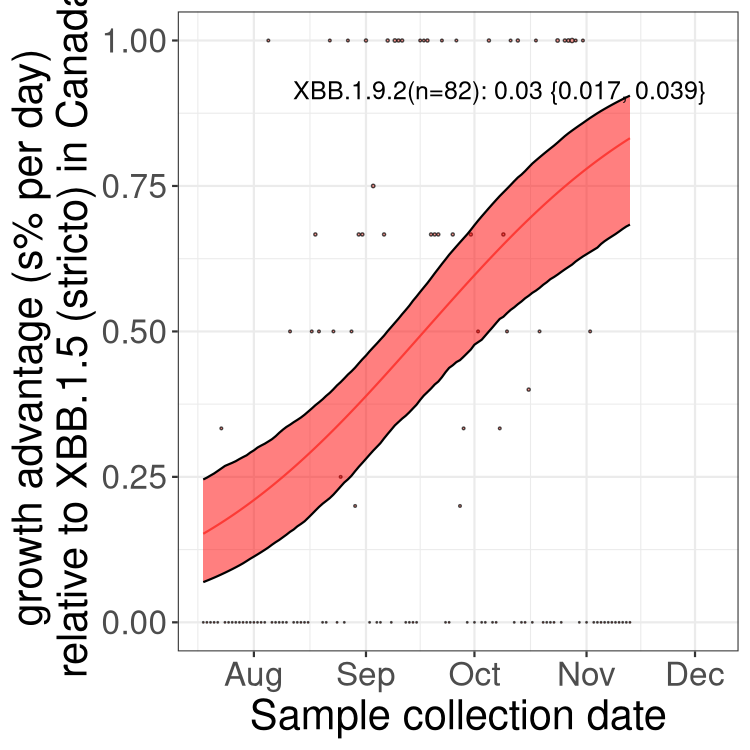 growth advantage (s% per day)
relative to XBB.1.5 (stricto) in Canada
1.00
0.75
0.50
0.25
0.00
XBB.1.9.2(n=82): 0.03 {0.017, 0.039}
Aug Sep Oct Nov Dec
Sample collection date